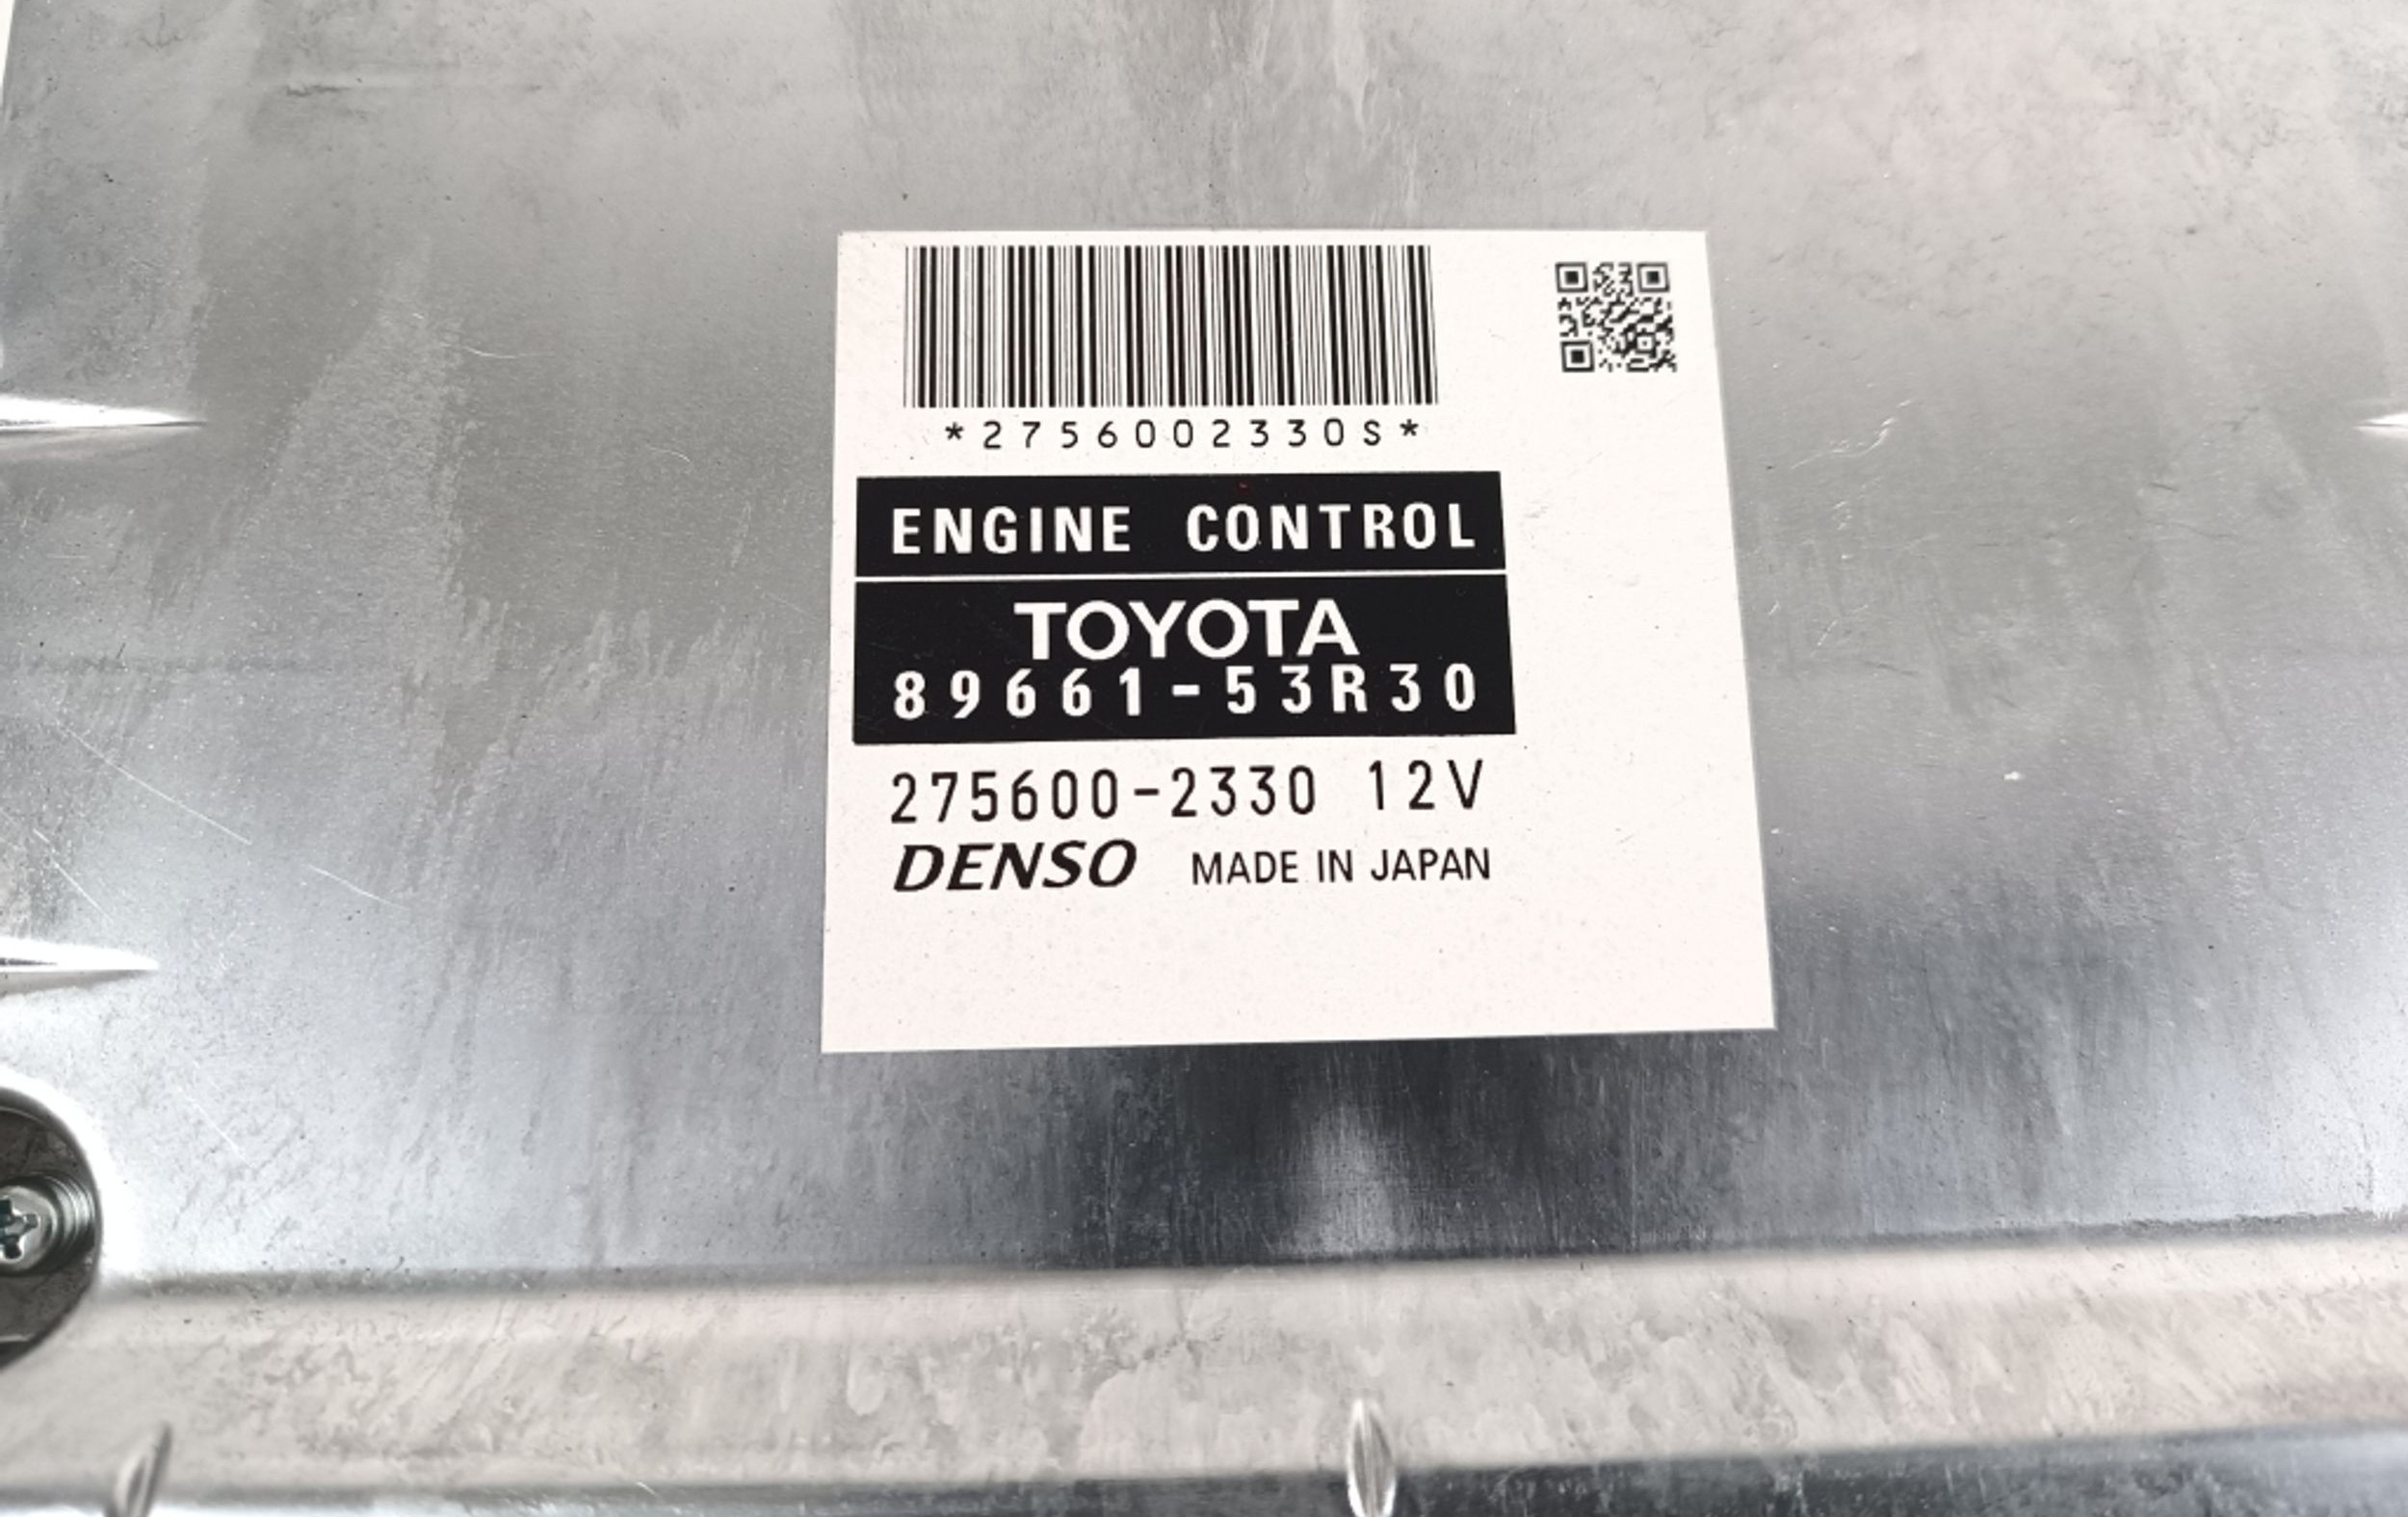 *2756002330S*
ENGINE CONTROL
TOYOTA
89661-53R30
275600-2330 12V
DENSO MADE IN JAPAN